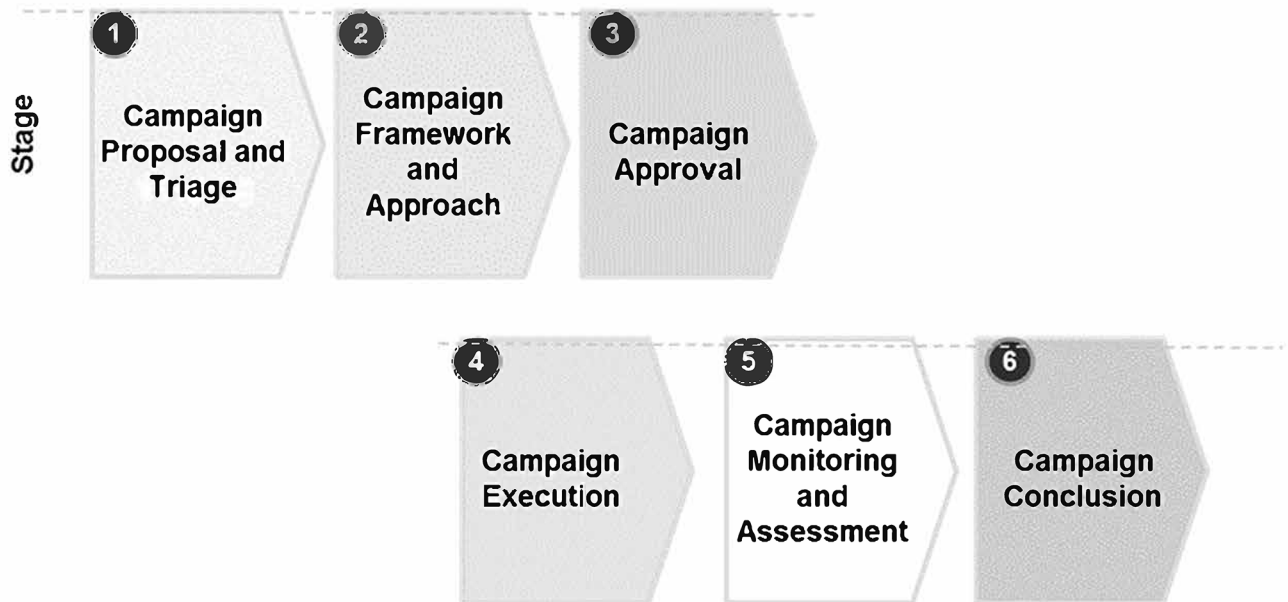 Stage
1
Campaign
Proposal and
Triage
2
Campaign
Framework
and
Approach
3
Campaign
Approval
4
Campaign
Execution
5
Campaign
Monitoring
and
Assessment
6
Campaign
Conclusion